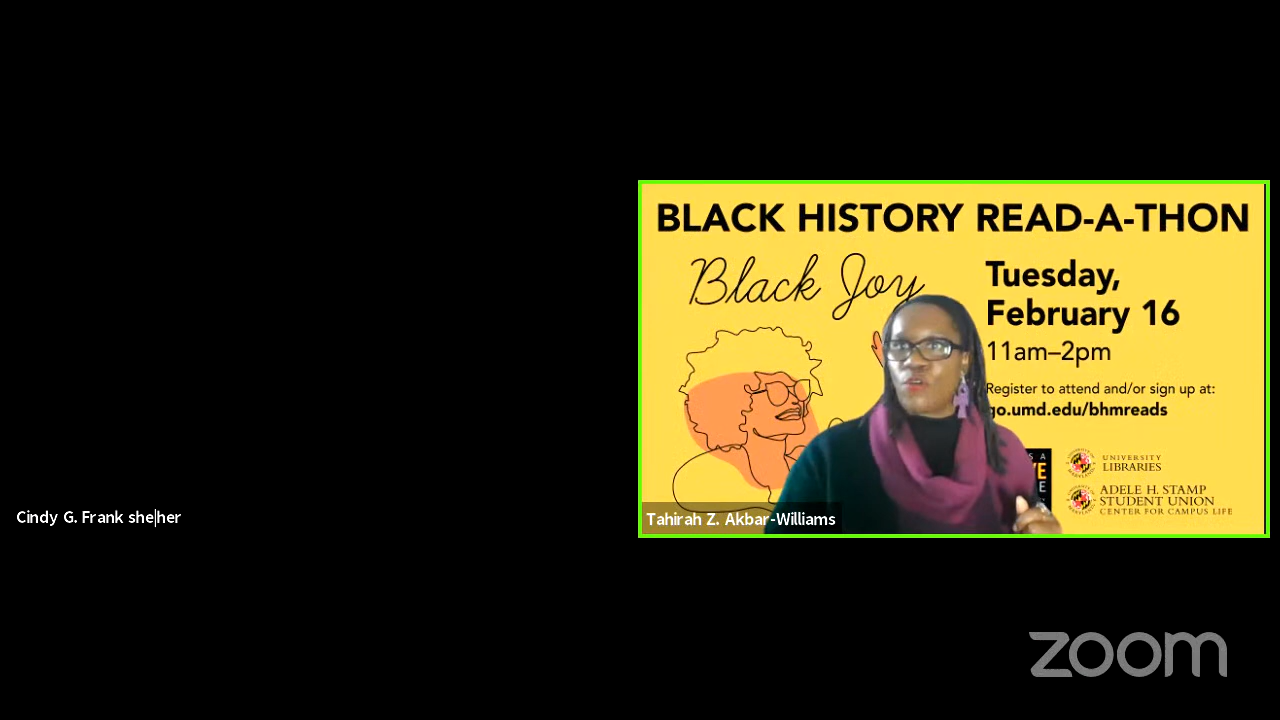 BLACK HISTORY READ-A-THON
Black Joy
Tuesday,
February 16
11am–2pm
Register to attend and/or sign up at:
go.umd.edu/bhmreads
UNIVERSITY
LIBRARIES
ADELE H. STAMP
STUDENT UNION
CENTER FOR CAMPUS LIFE
Cindy G. Frank she|her
Tahirah Z. Akbar-Williams
zoom